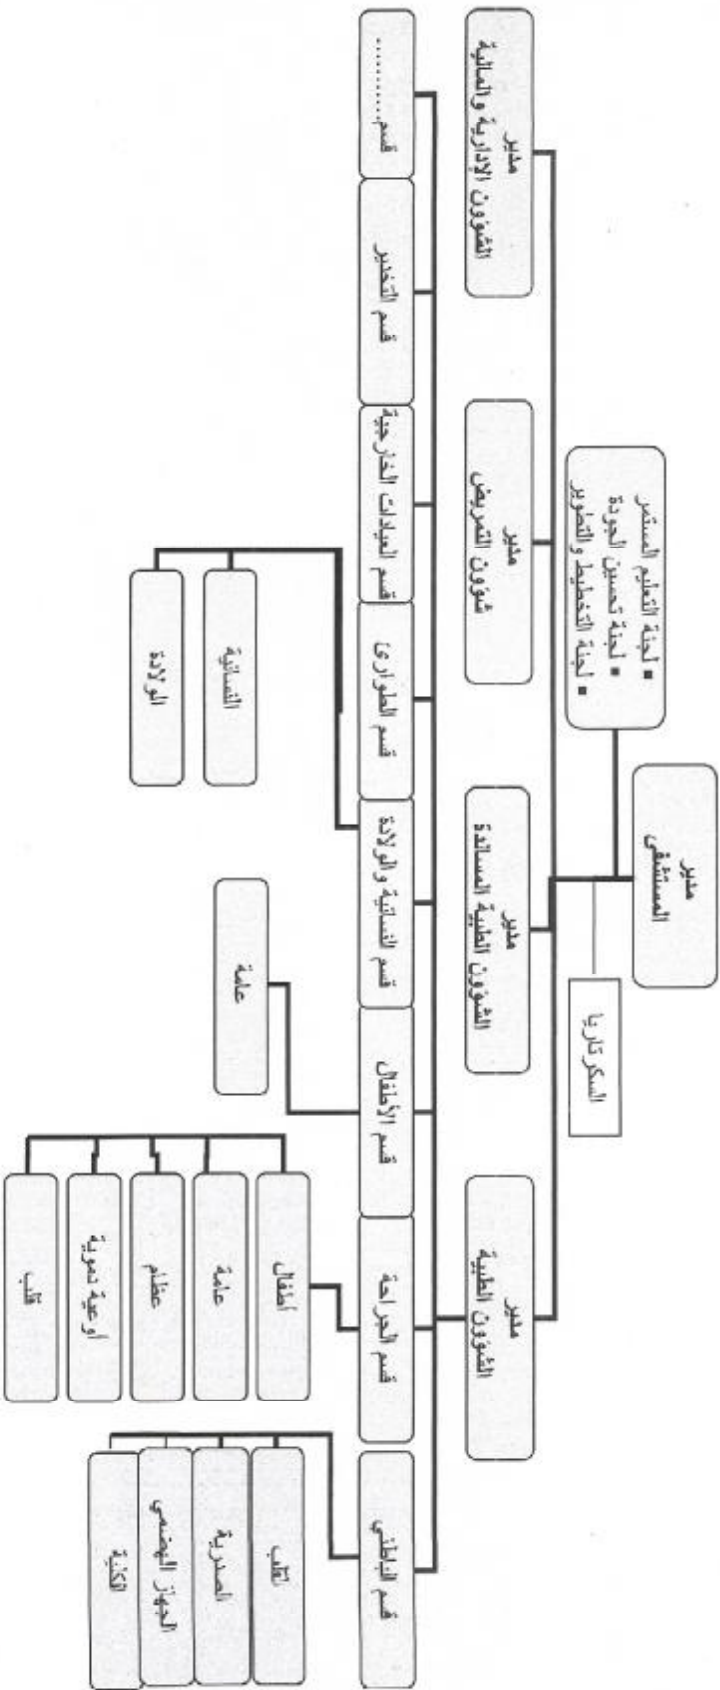 مدير
المستشفى
السكرتاريا
▪ لجنة التعليم المستمر
▪ لجنة تحسين الجودة
▪ لجنة التخطيط والتطوير
مدير
الشؤون الطبية
مدير
الشؤون الطبية المساندة
مدير
شؤون التمريض
مدير
الشؤون الإدارية والمالية
قسم الباطني
قسم الجراحة
قسم الأطفال
قسم النسائية والولادة
قسم الطوارئ
قسم العيادات الخارجية
قسم التخدير
قسم..........
القلب
الصدرية
الجهاز الهضمي
الكلية
أطفال
عامة
عظام
أوعية دموية
قلب
عامة
النسائية
الولادة